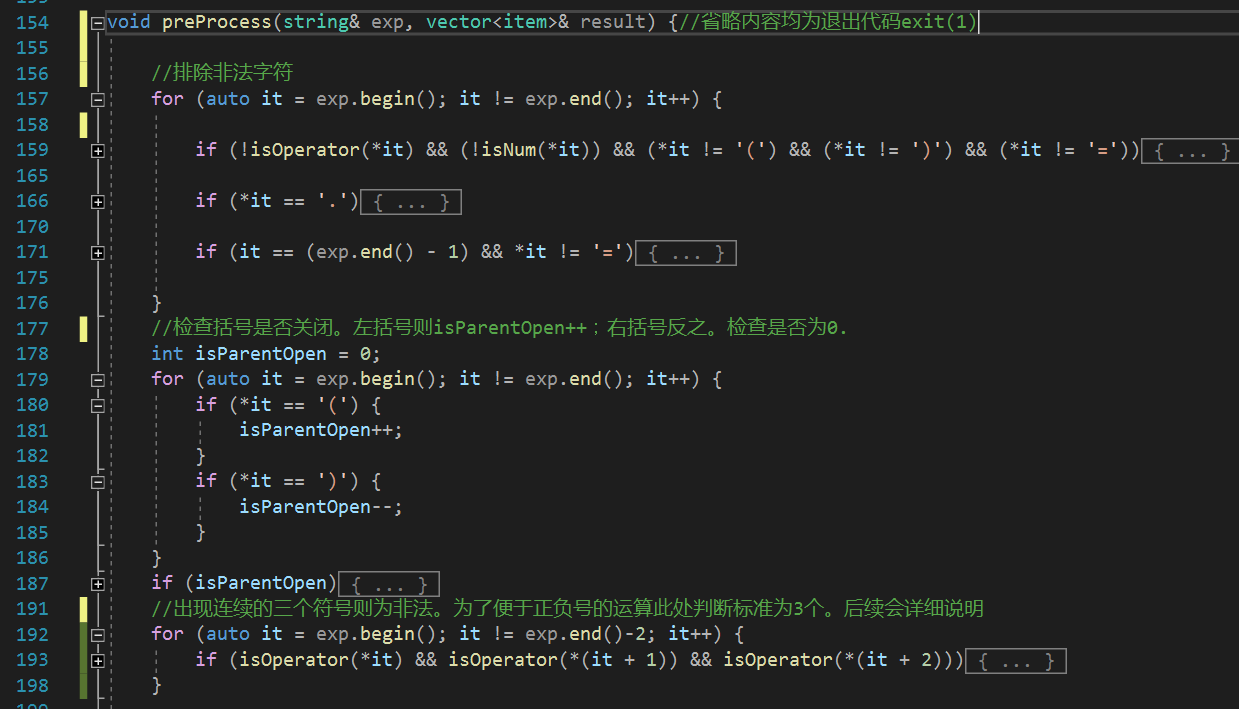 154 void preProcess(string& exp, vector<item>& result) {//省略内容均为退出代码exit(1)
155
156 //排除非法字符
157 for (auto it = exp.begin(); it != exp.end(); it++) {
158
159 if (!isOperator(*it) && (!isNum(*it)) && (*it != '(') && (*it != ')') && (*it != '=')){ ... }
165
166 if (*it == '.'){ ... }
170
171 if (it == (exp.end() - 1) && *it != '='){ ... }
175
176 }
177 //检查括号是否关闭。左括号则isParentOpen++；右括号反之。检查是否为0.
178 int isParentOpen = 0;
179 for (auto it = exp.begin(); it != exp.end(); it++) {
180 if (*it == '(') {
181 isParentOpen++;
182 }
183 if (*it == ')') {
184 isParentOpen--;
185 }
186 }
187 if (isParentOpen){ ... }
191 //出现连续的三个符号则为非法。为了便于正负号的运算此处判断标准为3个。后续会详细说明
192 for (auto it = exp.begin(); it != exp.end()-2; it++) {
193 if (isOperator(*it) && isOperator(*(it + 1)) && isOperator(*(it + 2))){ ... }
198 }